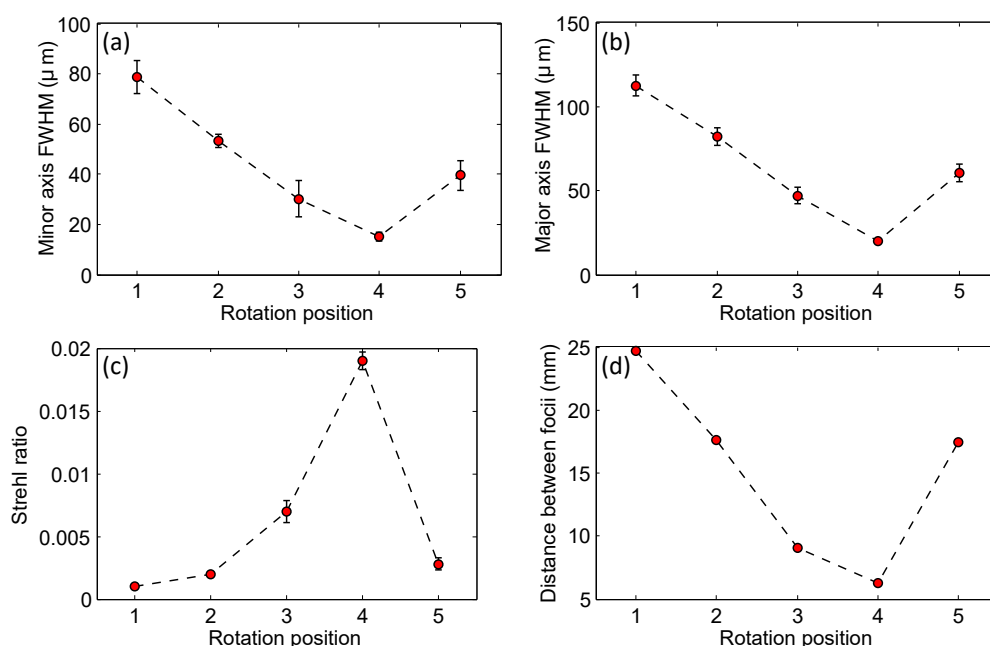 (a)
Minor axis FWHM (μm)
100
80
60
40
20
0
1 2 3 4 5
Rotation position
(b)
Major axis FWHM (μm)
150
100
50
0
1 2 3 4 5
Rotation position
(c)
Strehl ratio
0.02
0.015
0.01
0.005
0
1 2 3 4 5
Rotation position
(d)
Distance between focii (mm)
25
20
15
10
5
1 2 3 4 5
Rotation position